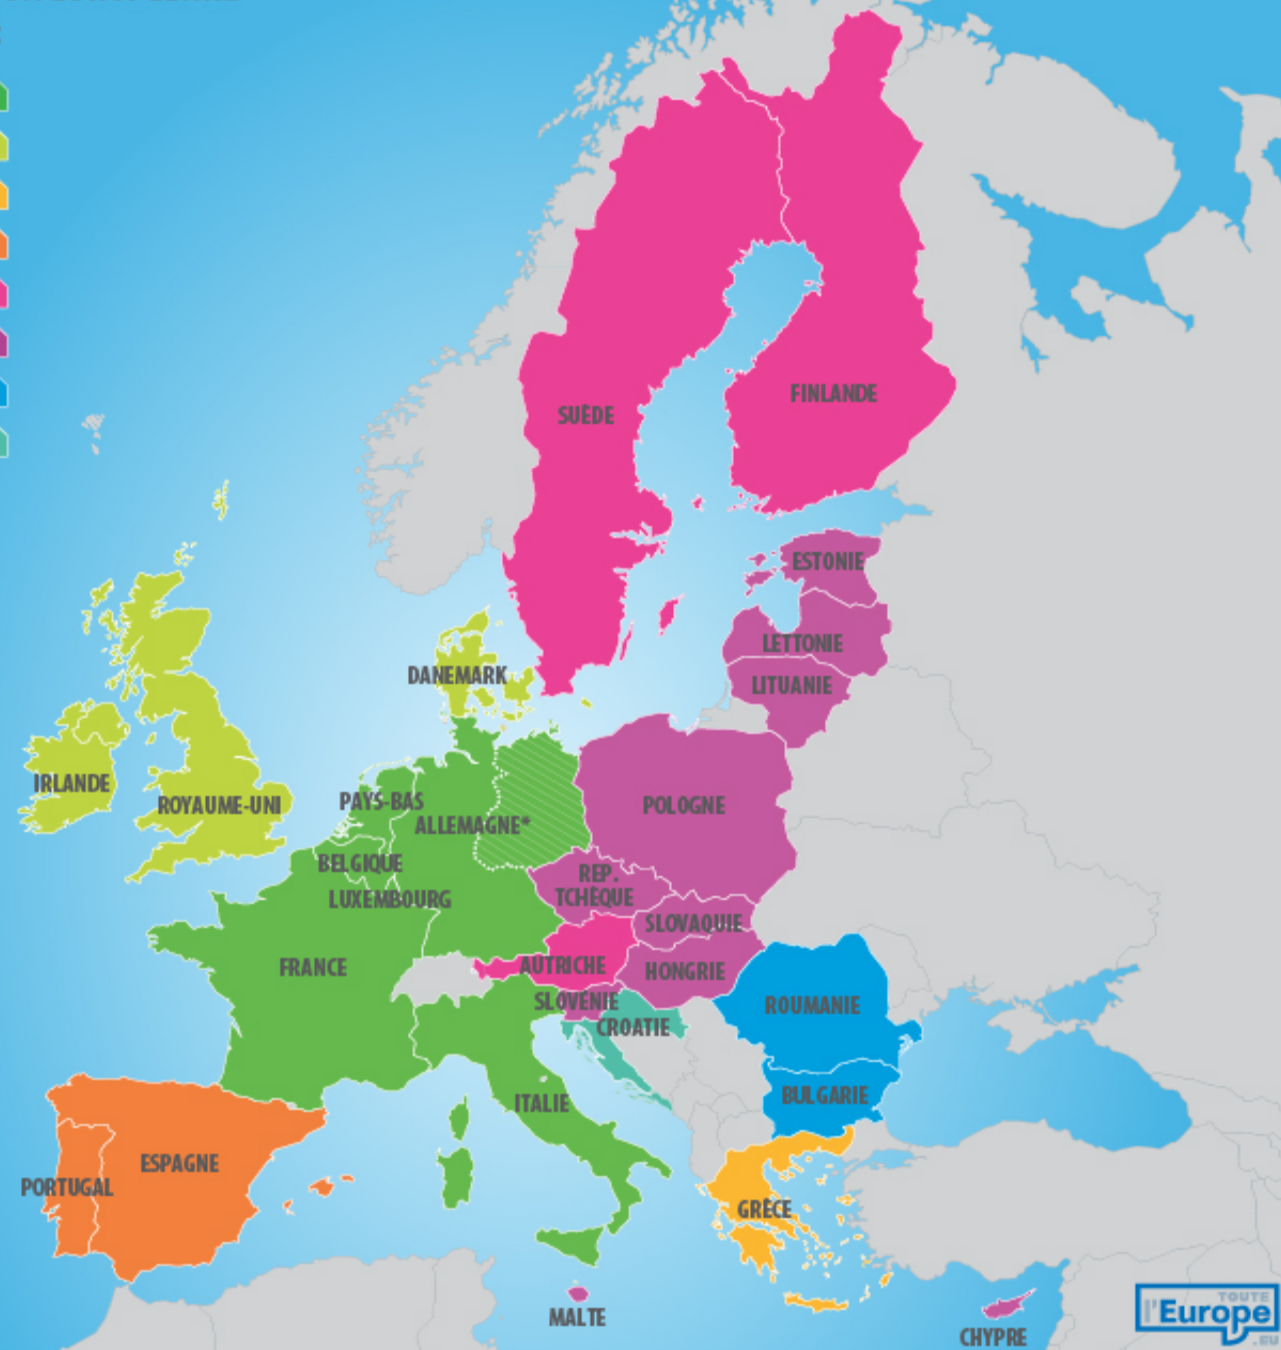 SUÈDE
FINLANDE
ESTONIE
LETTONIE
LITUANIE
DANEMARK
IRLANDE
ROYAUME-UNI
PAYS-BAS
ALLEMAGNE*
POLOGNE
BELGIQUE
LUXEMBOURG
REP.
TCHÈQUE
SLOVAQUIE
FRANCE
AUTRICHE
HONGRIE
SLOVÉNIE
CROATIE
ROUMANIE
BULGARIE
ITALIE
ESPAGNE
PORTUGAL
GRÈCE
MALTE
CHYPRE
TOUTE
l'Europe
.EU